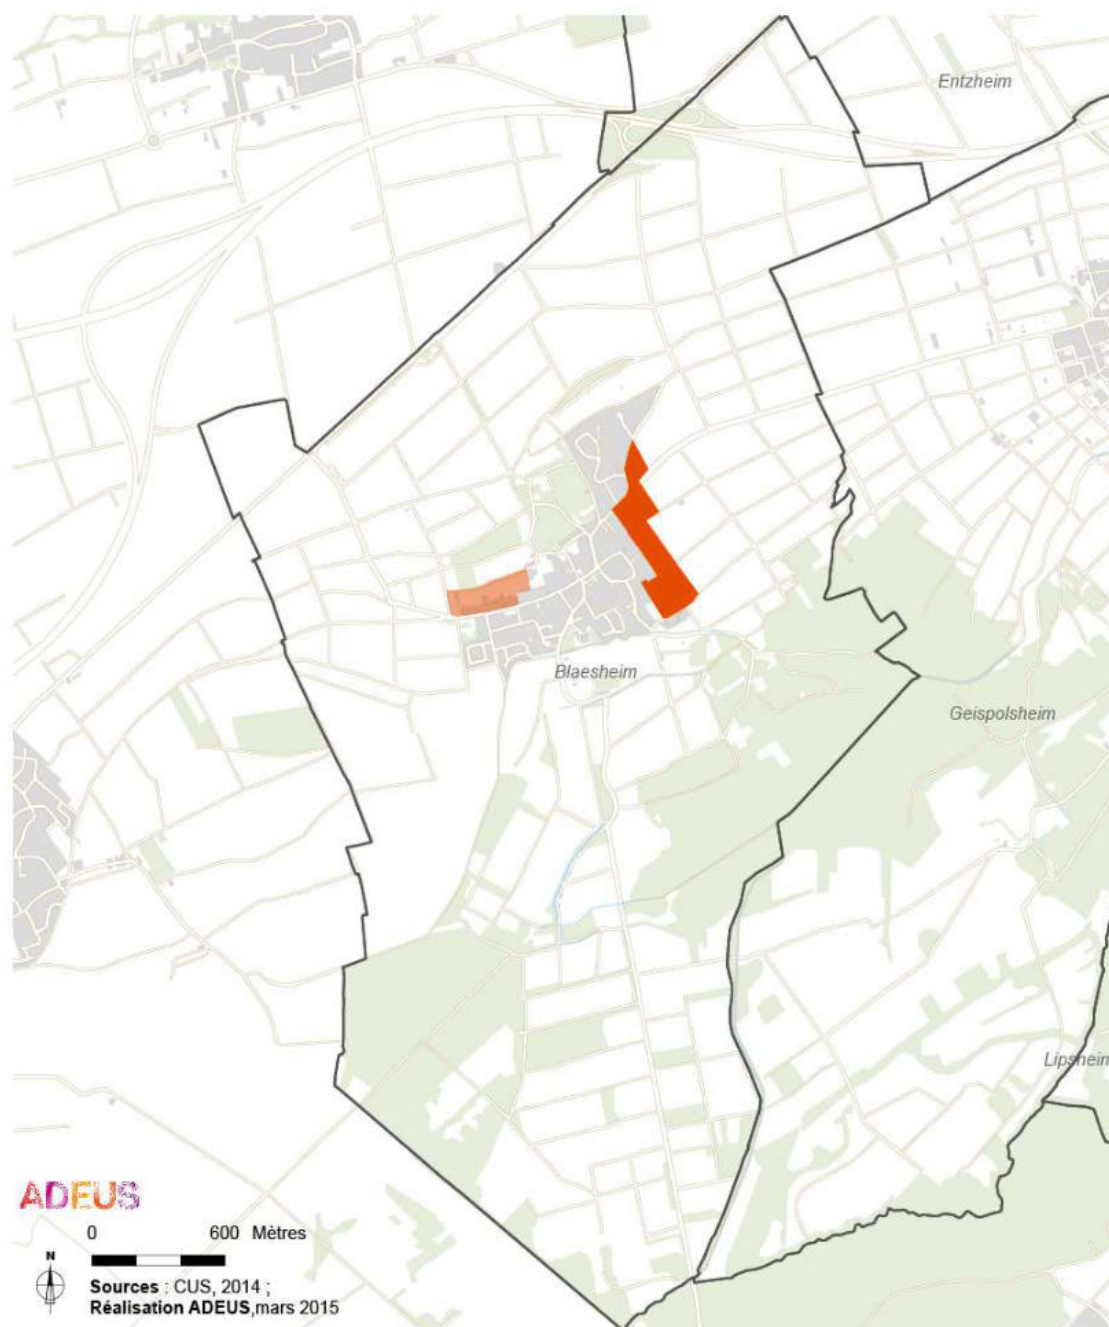 Entzheim
Blaesheim
Geispolsheim
Lipsheim
ADEUS
0 600 Mètres
N
Sources : CUS, 2014 ;
Réalisation ADEUS,mars 2015